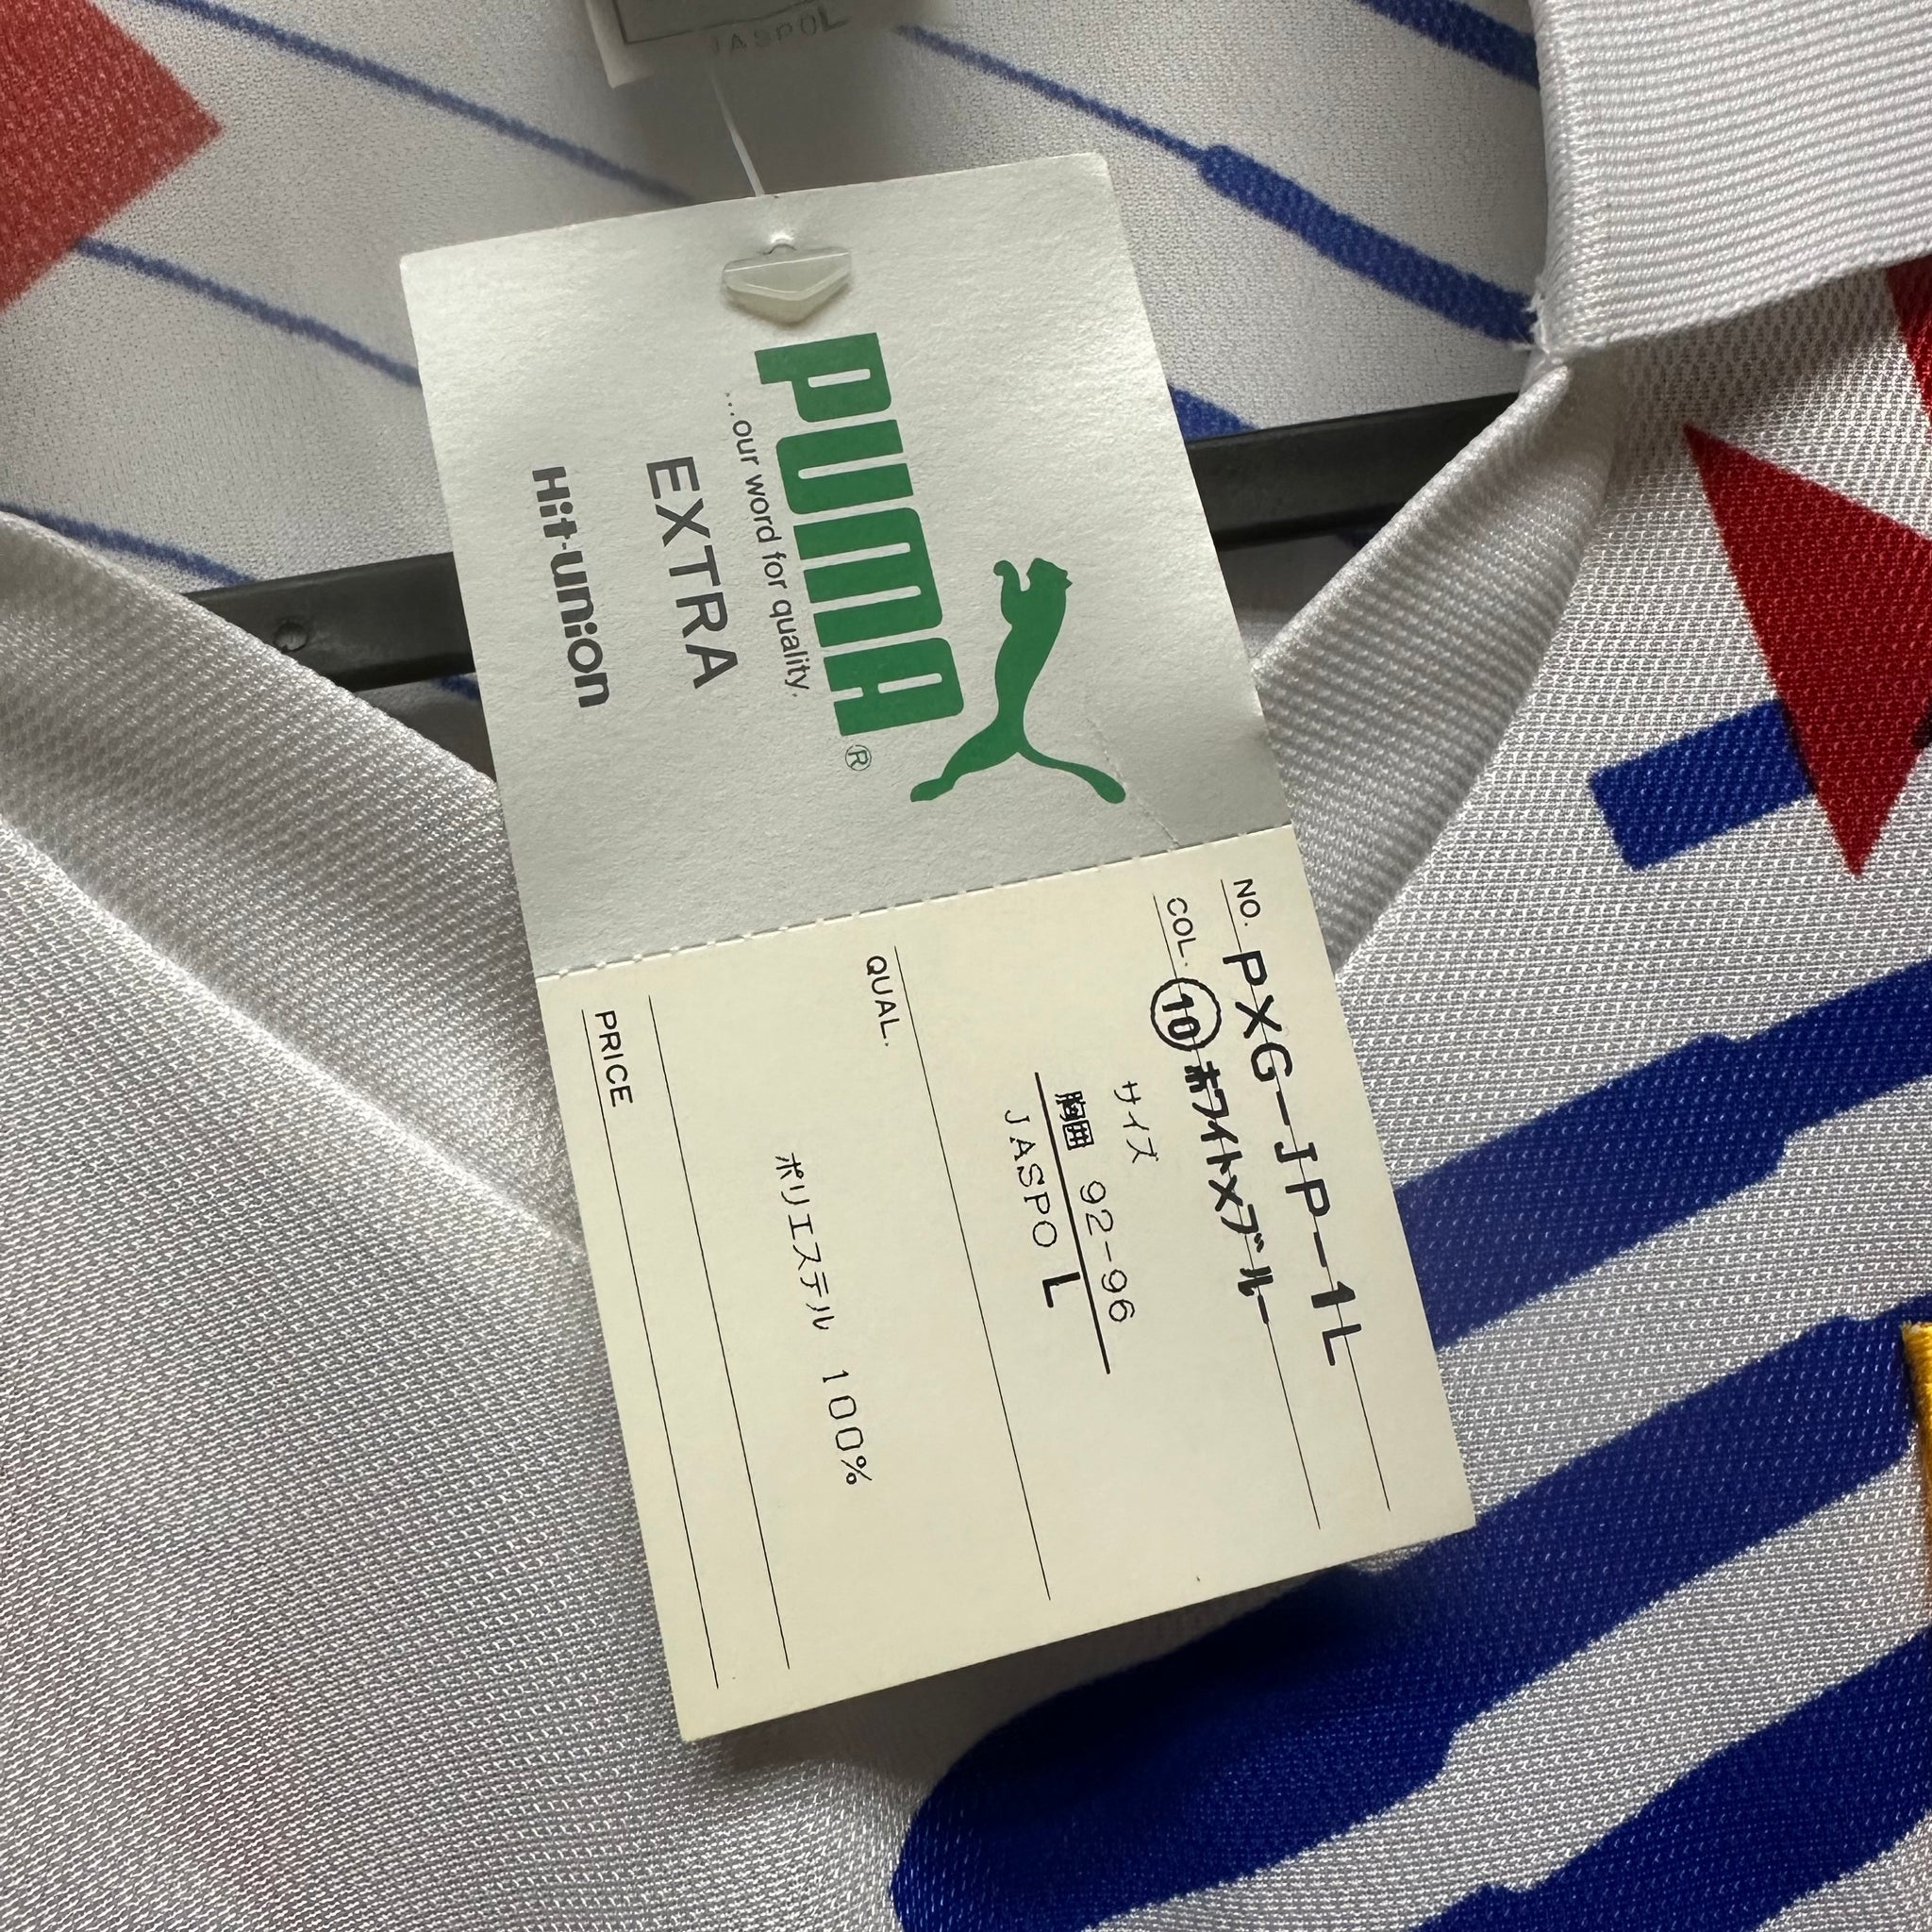 JASPO L
PUMA®
...our word for quality.
EXTRA
Hit-union
NO. PXG-JP-1L
COL. ⑩ ホワイト×ブルー
サイズ
胸囲 92-96
JASPO L
QUAL.
ポリエステル 100%
PRICE